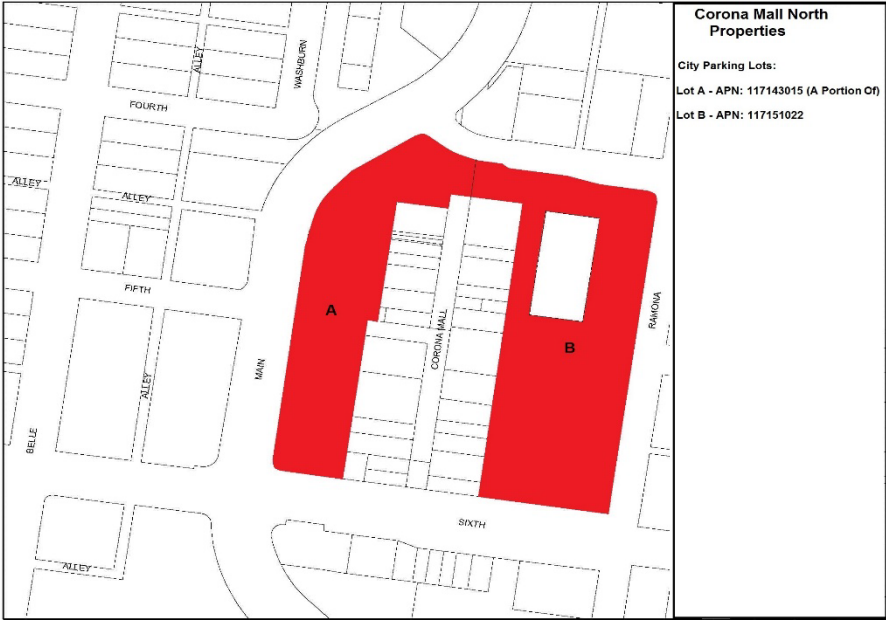 Corona Mall North
Properties
City Parking Lots:
Lot A - APN: 117143015 (A Portion Of)
Lot B - APN: 117151022
WASHBURN
ALLEY
FOURTH
ALLEY
ALLEY
FIFTH
A
CORONA MALL
RAMONA
B
MAIN
ALLEY
BELLE
SIXTH
ALLEY